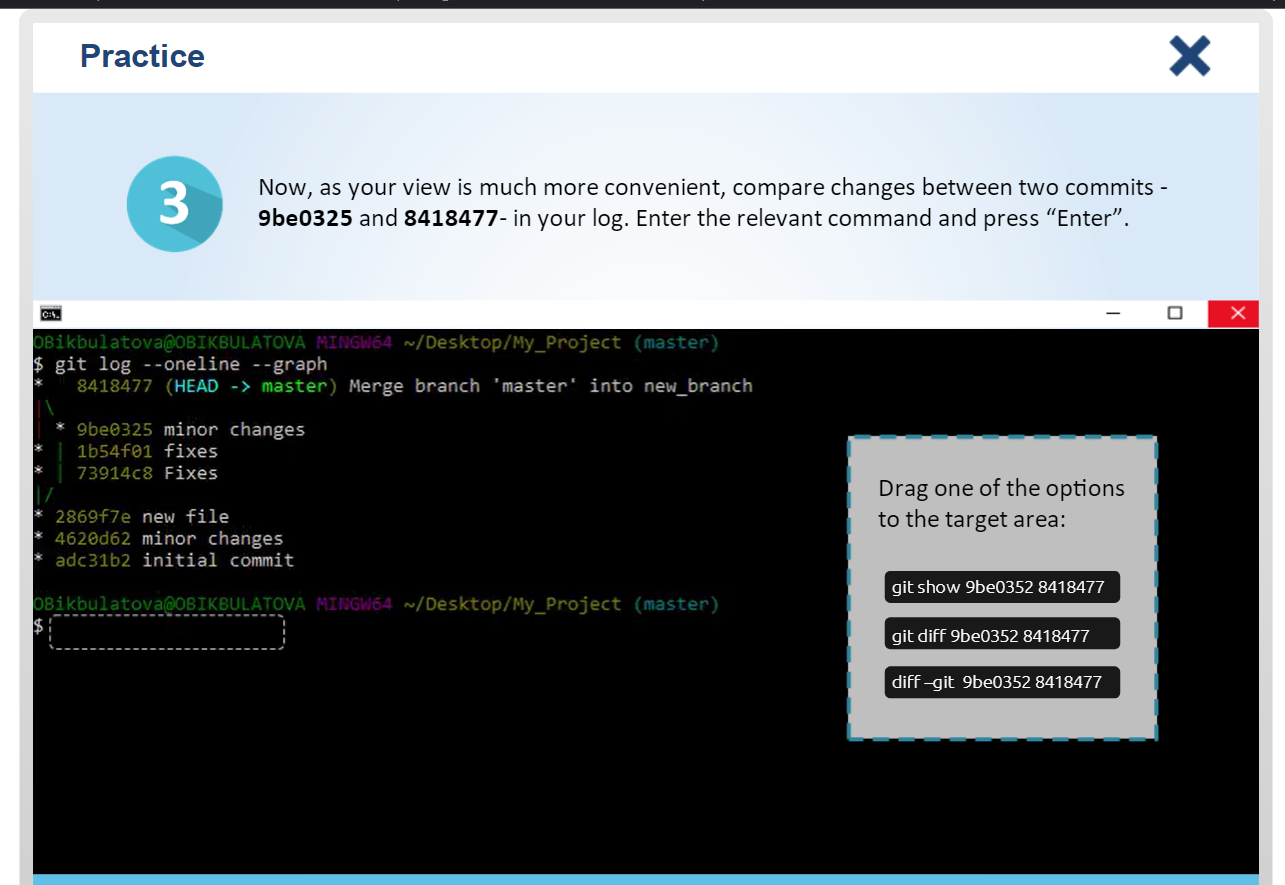 Practice
3
Now, as your view is much more convenient, compare changes between two commits -
9be0325 and 8418477- in your log. Enter the relevant command and press “Enter”.
C:\_
OBikbulatova@OBIKBULATOVA MINGW64 ~/Desktop/My_Project (master)
$ git log --oneline --graph
*   8418477 (HEAD -> master) Merge branch 'master' into new_branch
|\
| * 9be0325 minor changes
* | 1b54f01 fixes
* | 73914c8 Fixes
|/
* 2869f7e new file
* 4620d62 minor changes
* adc31b2 initial commit
OBikbulatova@OBIKBULATOVA MINGW64 ~/Desktop/My_Project (master)
$
Drag one of the options
to the target area:
git show 9be0352 8418477
git diff 9be0352 8418477
diff –git  9be0352 8418477